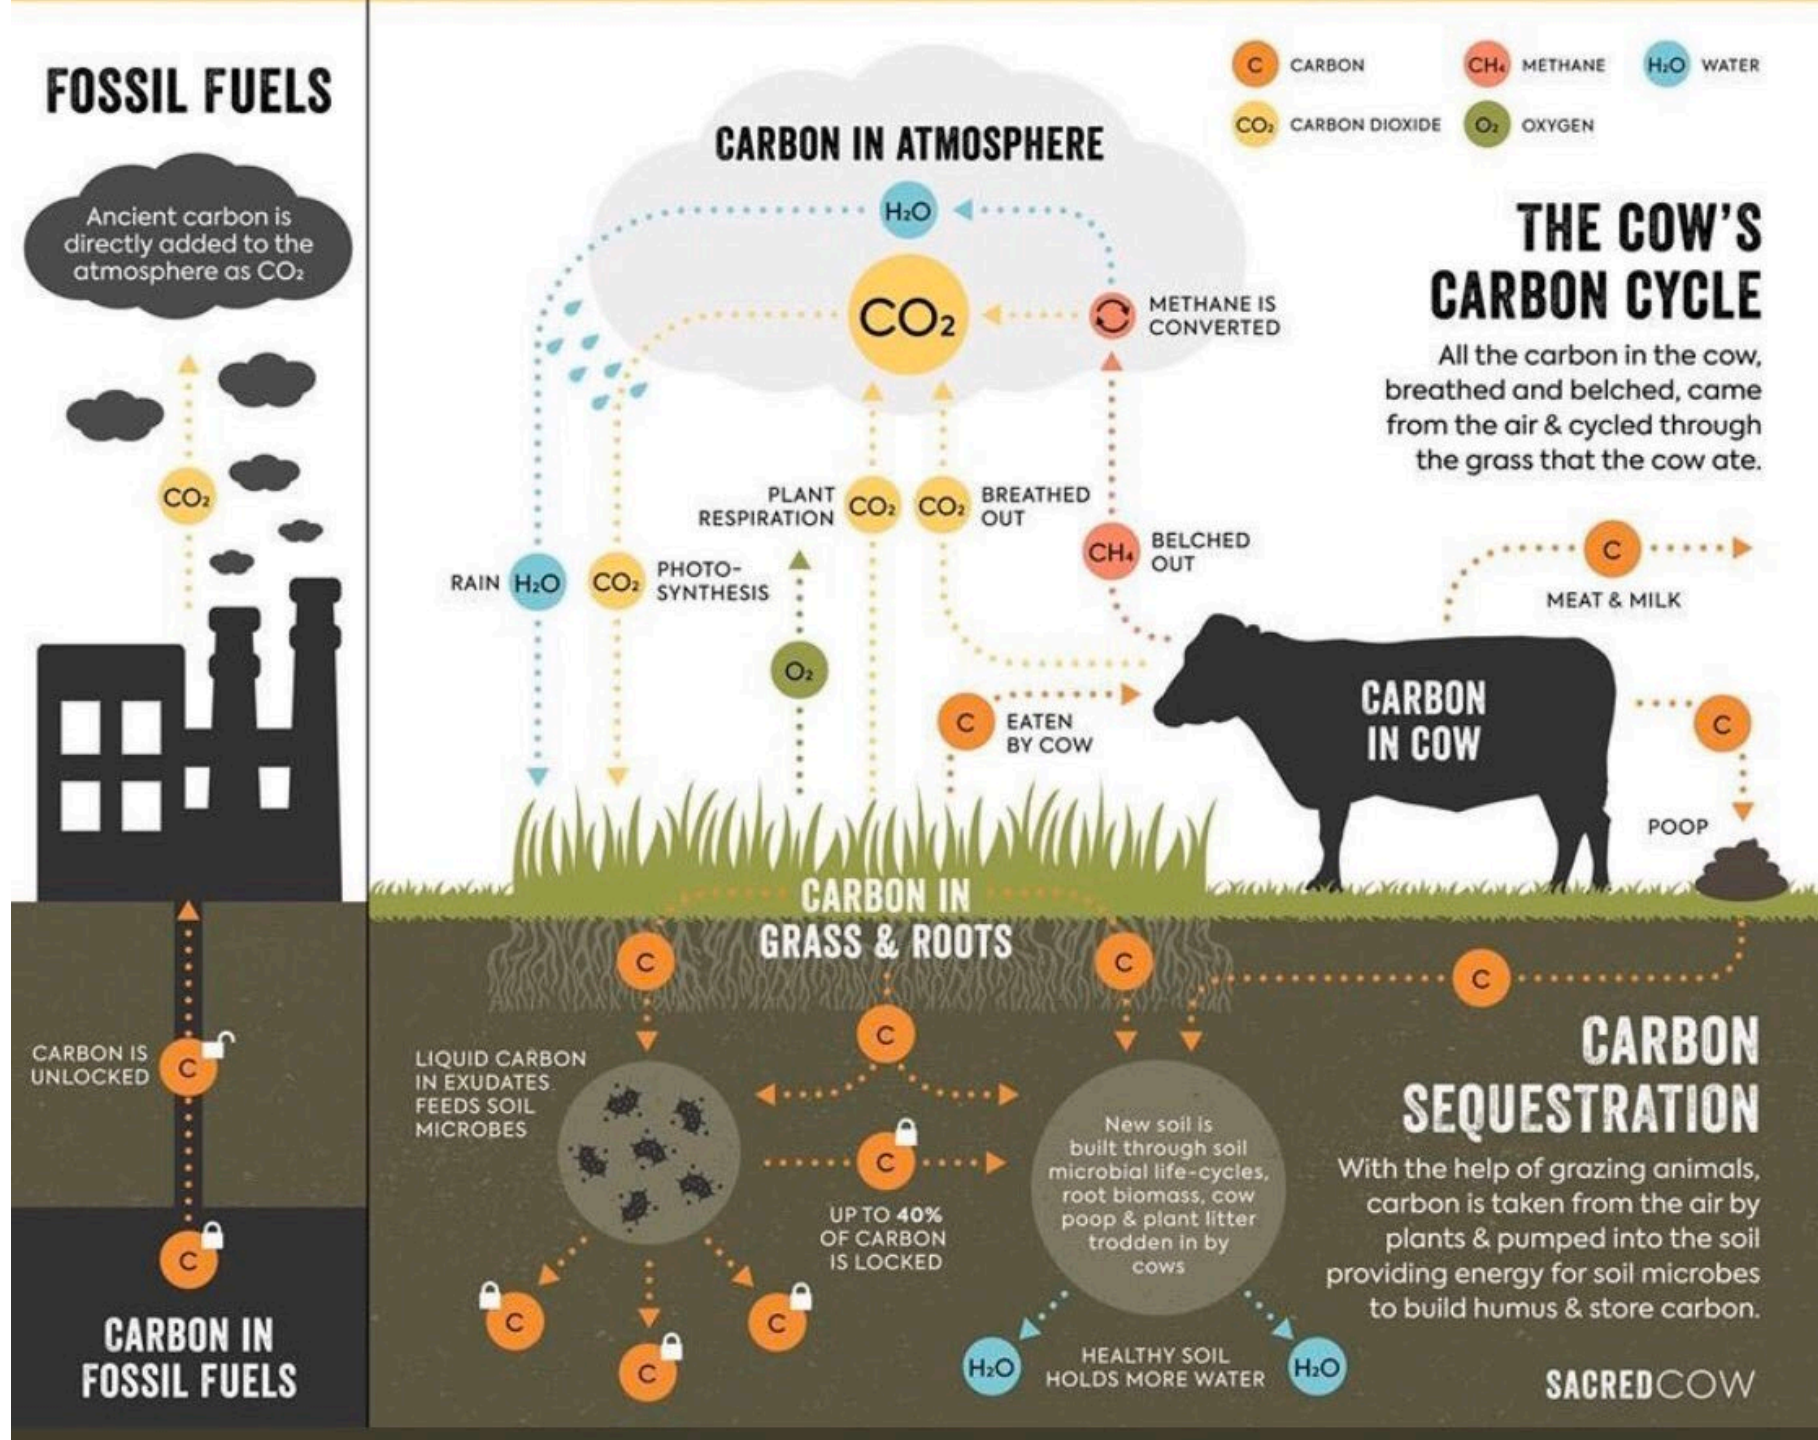 FOSSIL FUELS
Ancient carbon is
directly added to the
atmosphere as CO₂
CO₂
CARBON IS
UNLOCKED
C
C
CARBON IN
FOSSIL FUELS
C CARBON
CH₄ METHANE
H₂O WATER
CO₂ CARBON DIOXIDE
O₂ OXYGEN
CARBON IN ATMOSPHERE
H₂O
CO₂
METHANE IS
CONVERTED
THE COW'S
CARBON CYCLE
All the carbon in the cow,
breathed and belched, came
from the air & cycled through
the grass that the cow ate.
RAIN H₂O
CO₂ PHOTO-
SYNTHESIS
PLANT
RESPIRATION
CO₂
CO₂ BREATHED
OUT
O₂
CH₄ BELCHED
OUT
C
MEAT & MILK
C EATEN
BY COW
CARBON
IN COW
C
POOP
CARBON IN
GRASS & ROOTS
C
C
C
C
LIQUID CARBON
IN EXUDATES
FEEDS SOIL
MICROBES
C
UP TO 40%
OF CARBON
IS LOCKED
C
C
C
New soil is
built through soil
microbial life-cycles,
root biomass, cow
poop & plant litter
trodden in by
cows
H₂O
HEALTHY SOIL
HOLDS MORE WATER
H₂O
CARBON
SEQUESTRATION
With the help of grazing animals,
carbon is taken from the air by
plants & pumped into the soil
providing energy for soil microbes
to build humus & store carbon.
SACREDCOW